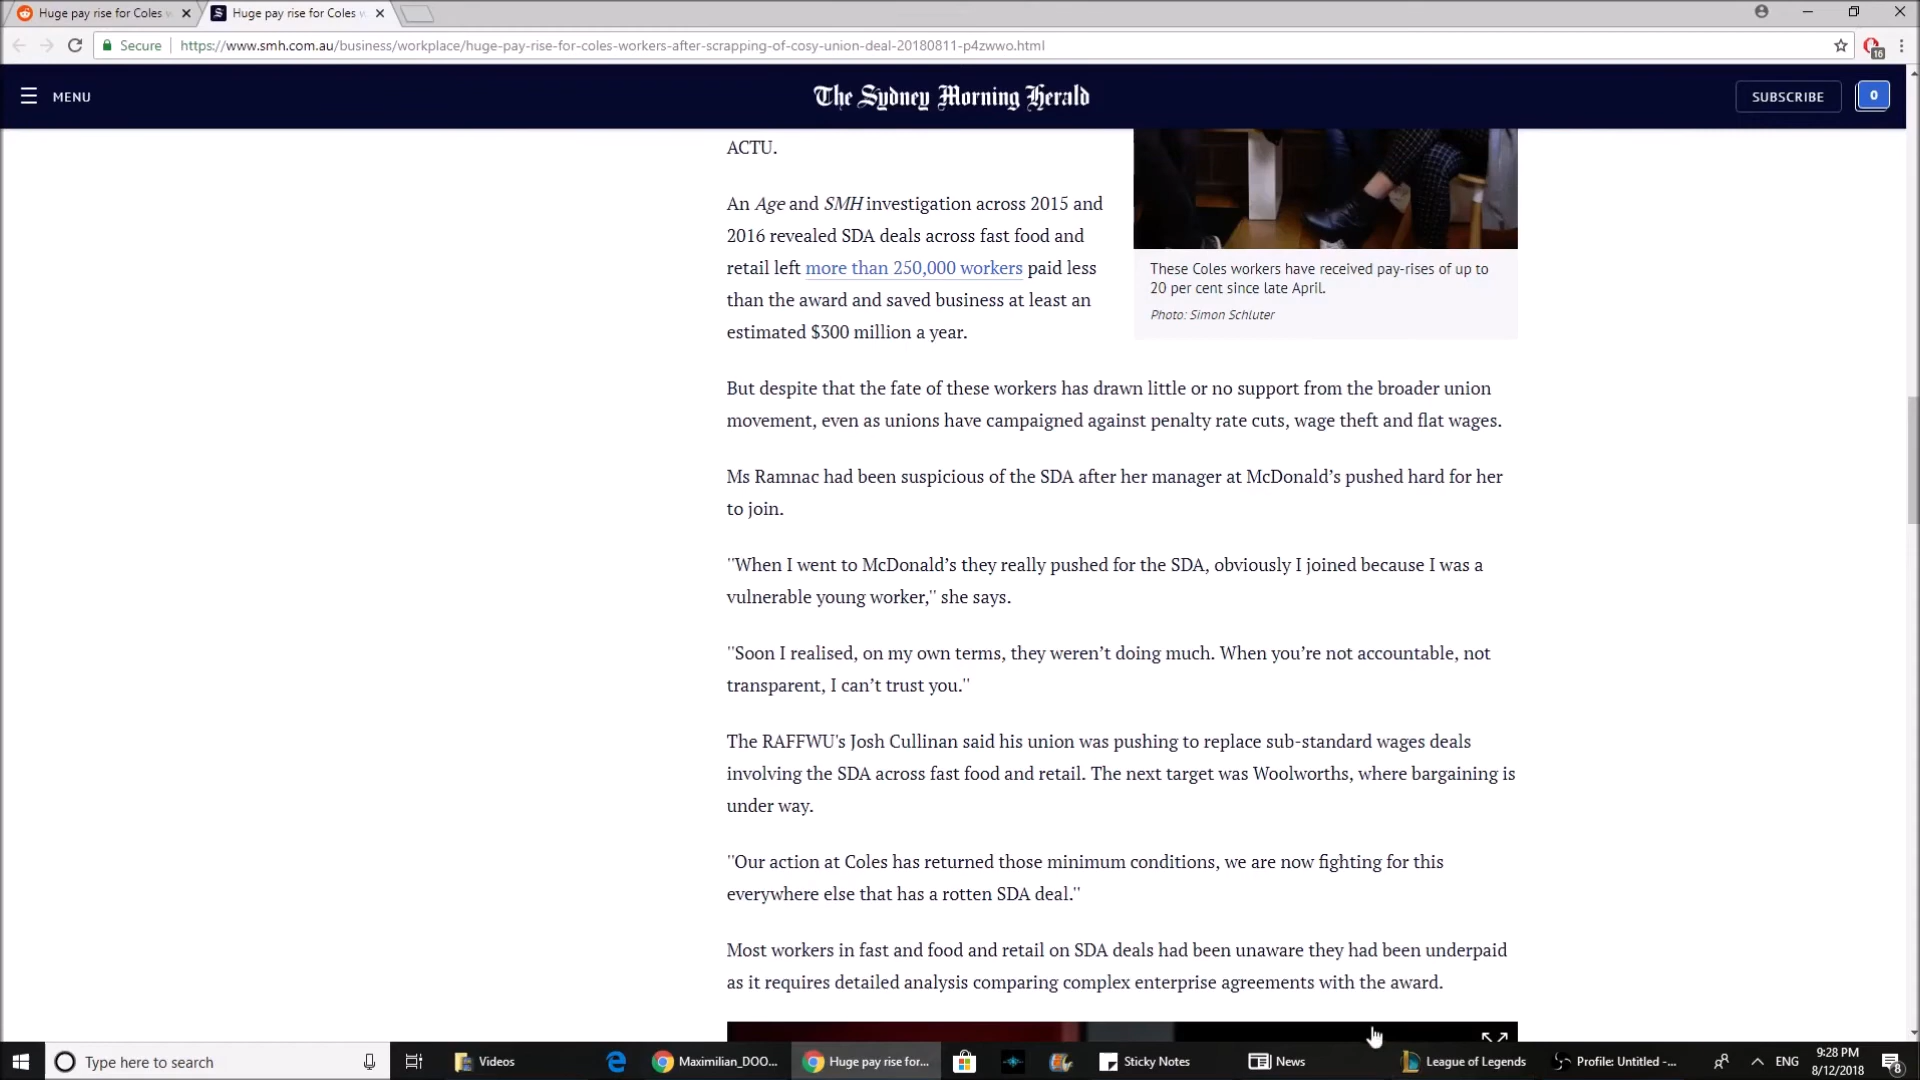 Huge pay rise for Coles
Huge pay rise for Coles
Secure
https://www.smh.com.au/business/workplace/huge-pay-rise-for-coles-workers-after-scrapping-of-cosy-union-deal-20180811-p4zwwo.html
16
MENU
The Sydney Morning Herald
SUBSCRIBE
0
ACTU.
An Age and SMH investigation across 2015 and
2016 revealed SDA deals across fast food and
retail left more than 250,000 workers paid less
than the award and saved business at least an
estimated $300 million a year.
These Coles workers have received pay-rises of up to
20 per cent since late April.
Photo: Simon Schluter
But despite that the fate of these workers has drawn little or no support from the broader union
movement, even as unions have campaigned against penalty rate cuts, wage theft and flat wages.
Ms Ramnac had been suspicious of the SDA after her manager at McDonald’s pushed hard for her
to join.
"When I went to McDonald’s they really pushed for the SDA, obviously I joined because I was a
vulnerable young worker," she says.
"Soon I realised, on my own terms, they weren’t doing much. When you’re not accountable, not
transparent, I can’t trust you."
The RAFFWU's Josh Cullinan said his union was pushing to replace sub-standard wages deals
involving the SDA across fast food and retail. The next target was Woolworths, where bargaining is
under way.
"Our action at Coles has returned those minimum conditions, we are now fighting for this
everywhere else that has a rotten SDA deal."
Most workers in fast and food and retail on SDA deals had been unaware they had been underpaid
as it requires detailed analysis comparing complex enterprise agreements with the award.
Type here to search
Videos
Maximilian_DOO...
Huge pay rise for...
Sticky Notes
News
League of Legends
Profile: Untitled -...
ENG
9:28 PM
8/12/2018
8